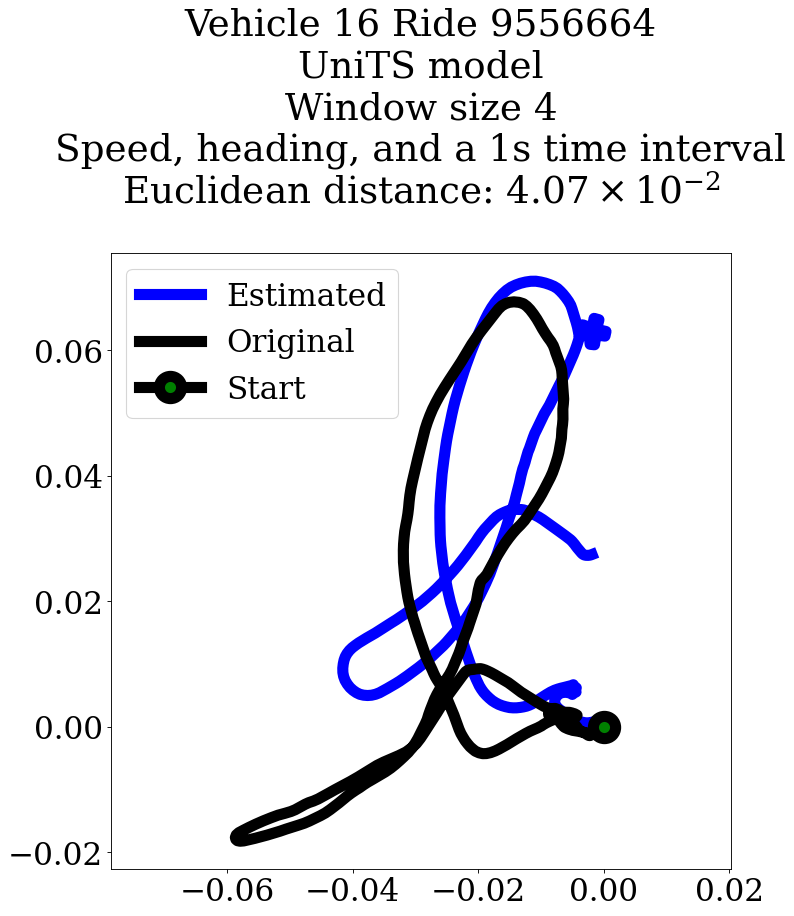 Vehicle 16 Ride 9556664
UniTS model
Window size 4
Speed, heading, and a 1s time interval
Euclidean distance: 4.07 × 10⁻²
Estimated
Original
Start
0.06
0.04
0.02
0.00
−0.02
−0.06 −0.04 −0.02 0.00 0.02